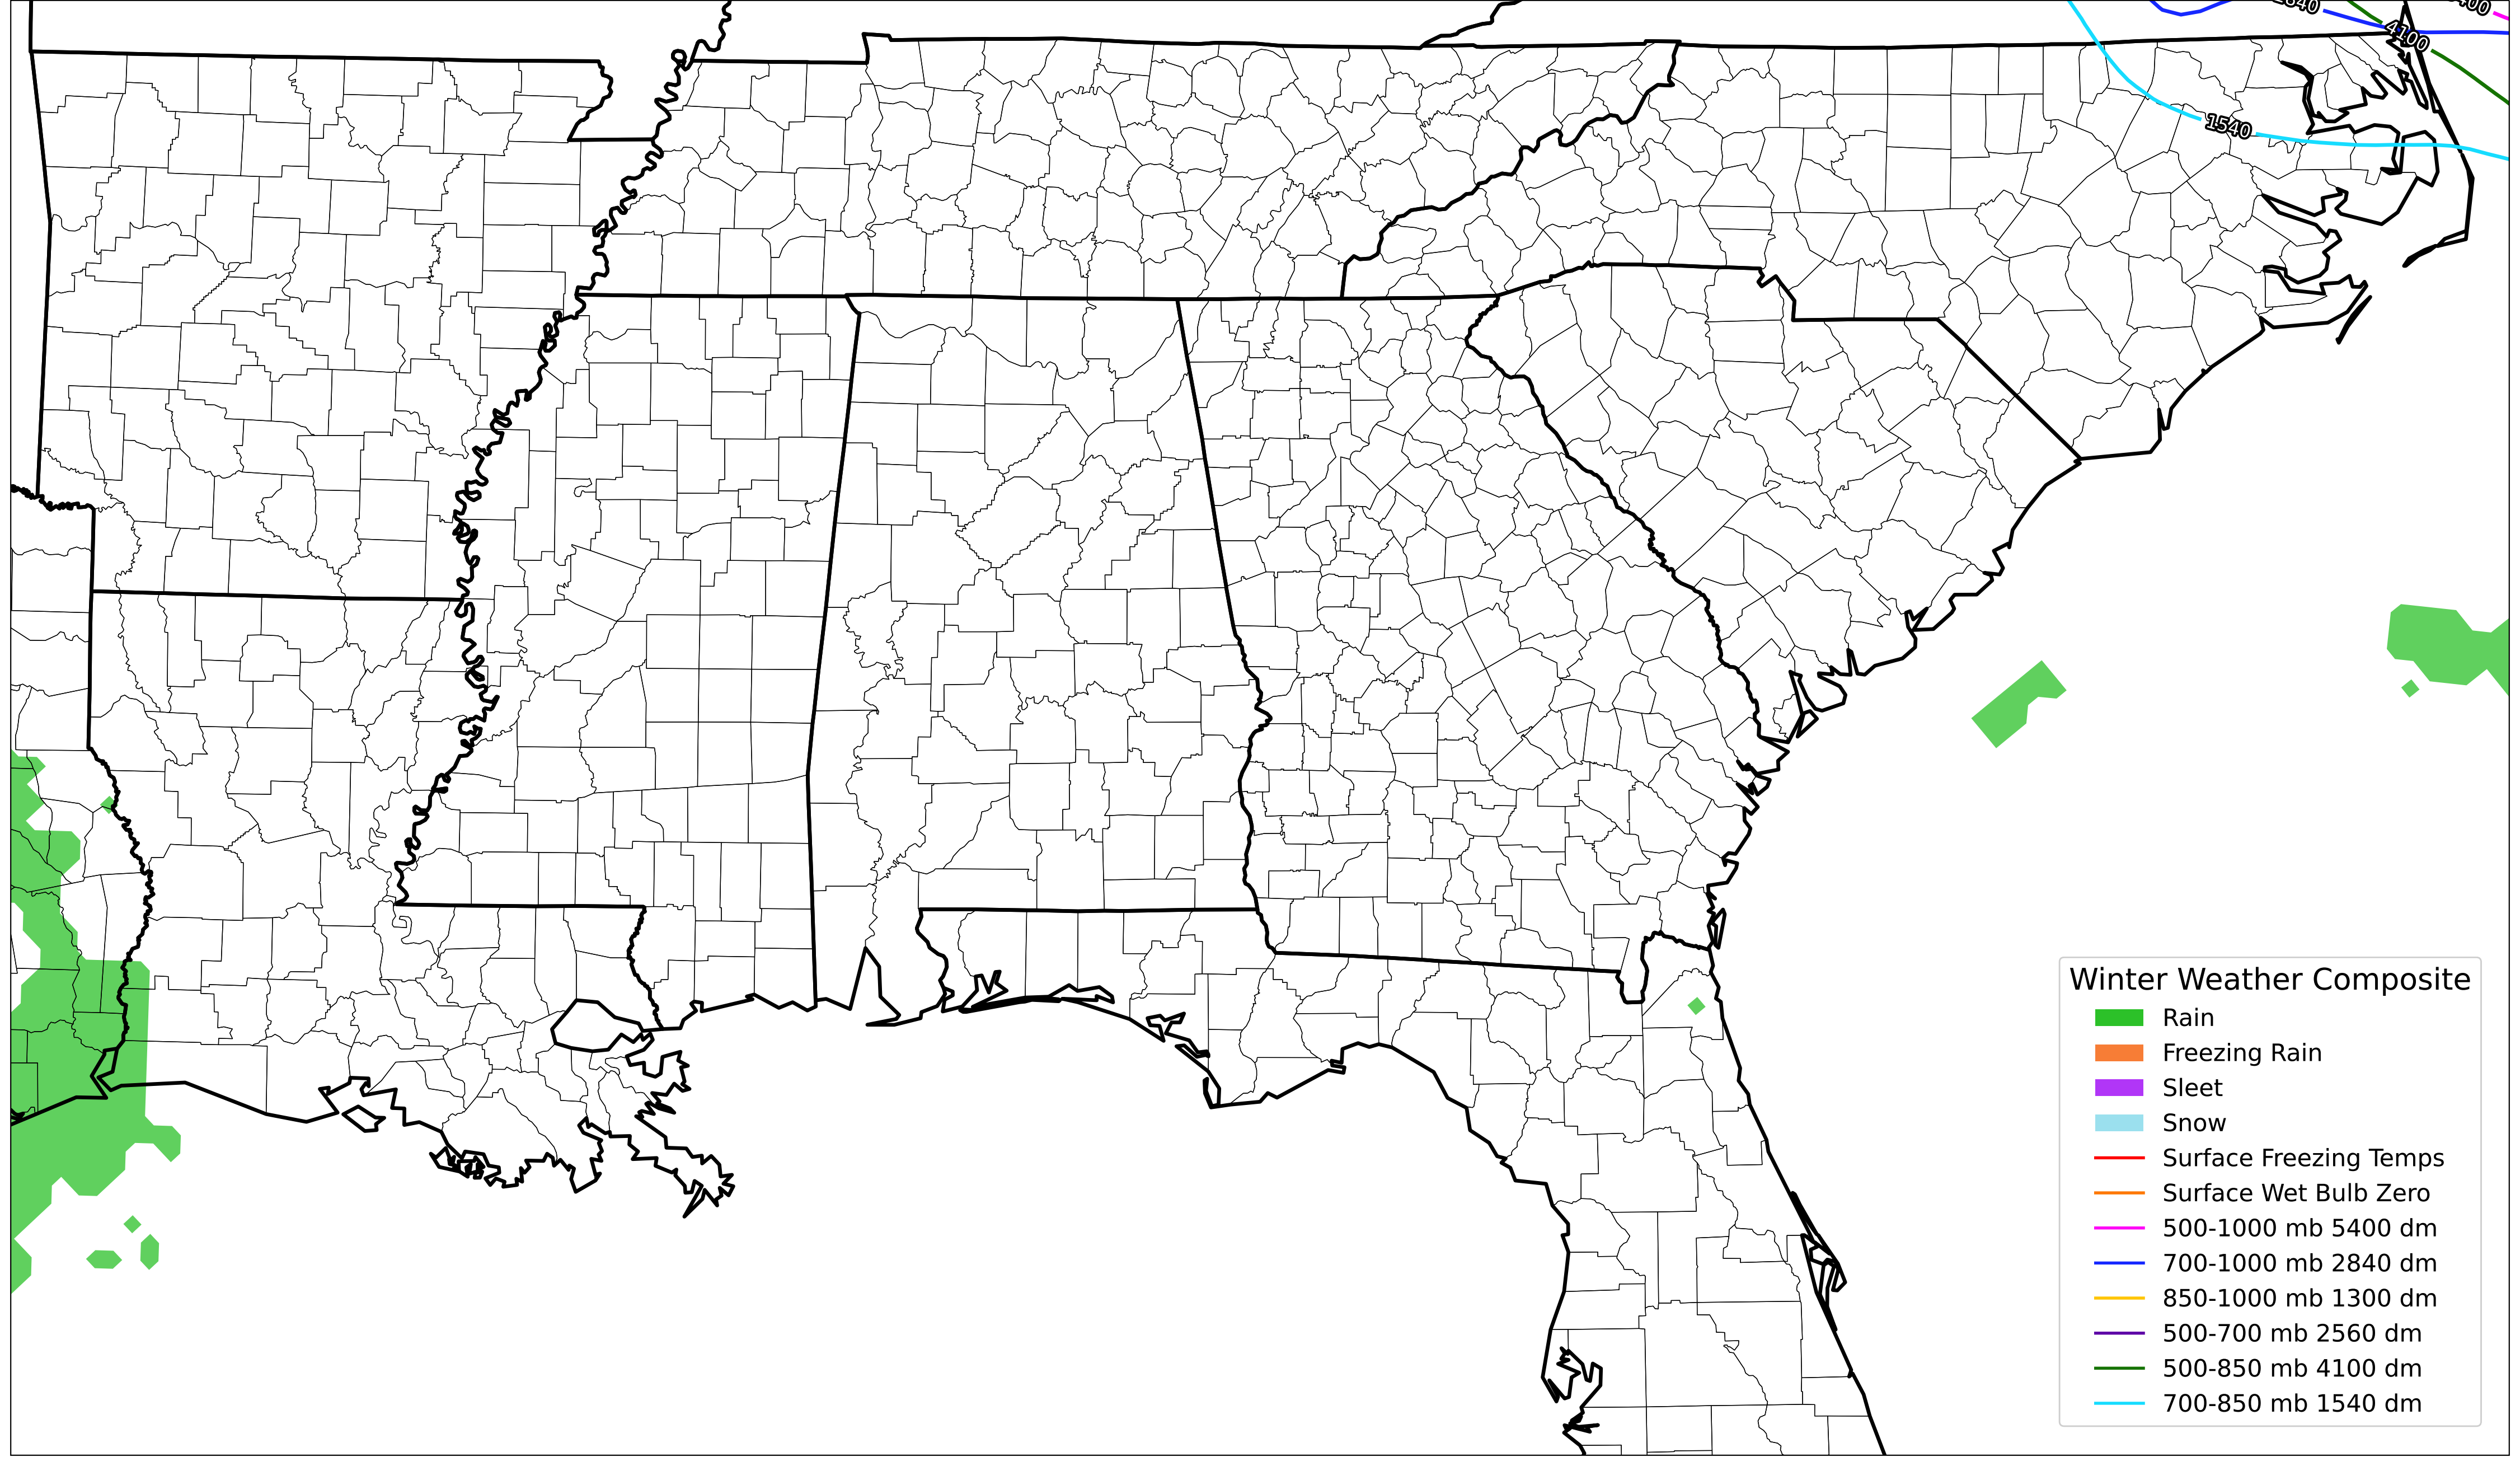 4100
1540
Winter Weather Composite
Rain
Freezing Rain
Sleet
Snow
Surface Freezing Temps
Surface Wet Bulb Zero
500-1000 mb 5400 dm
700-1000 mb 2840 dm
850-1000 mb 1300 dm
500-700 mb 2560 dm
500-850 mb 4100 dm
700-850 mb 1540 dm